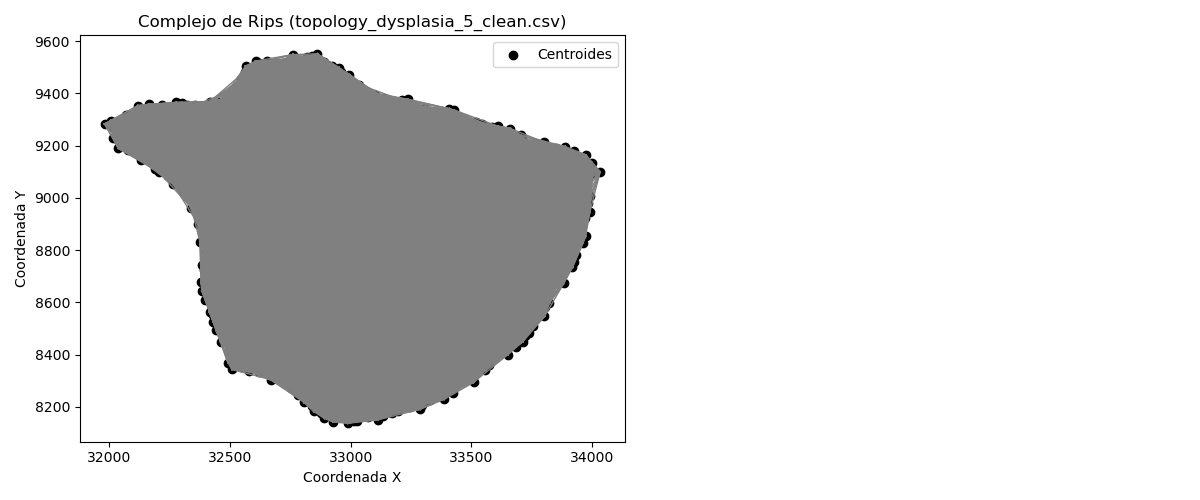 Complejo de Rips (topology_dysplasia_5_clean.csv)
Centroides
9600
9400
9200
9000
8800
8600
8400
8200
Coordenada Y
32000 32500 33000 33500 34000
Coordenada X